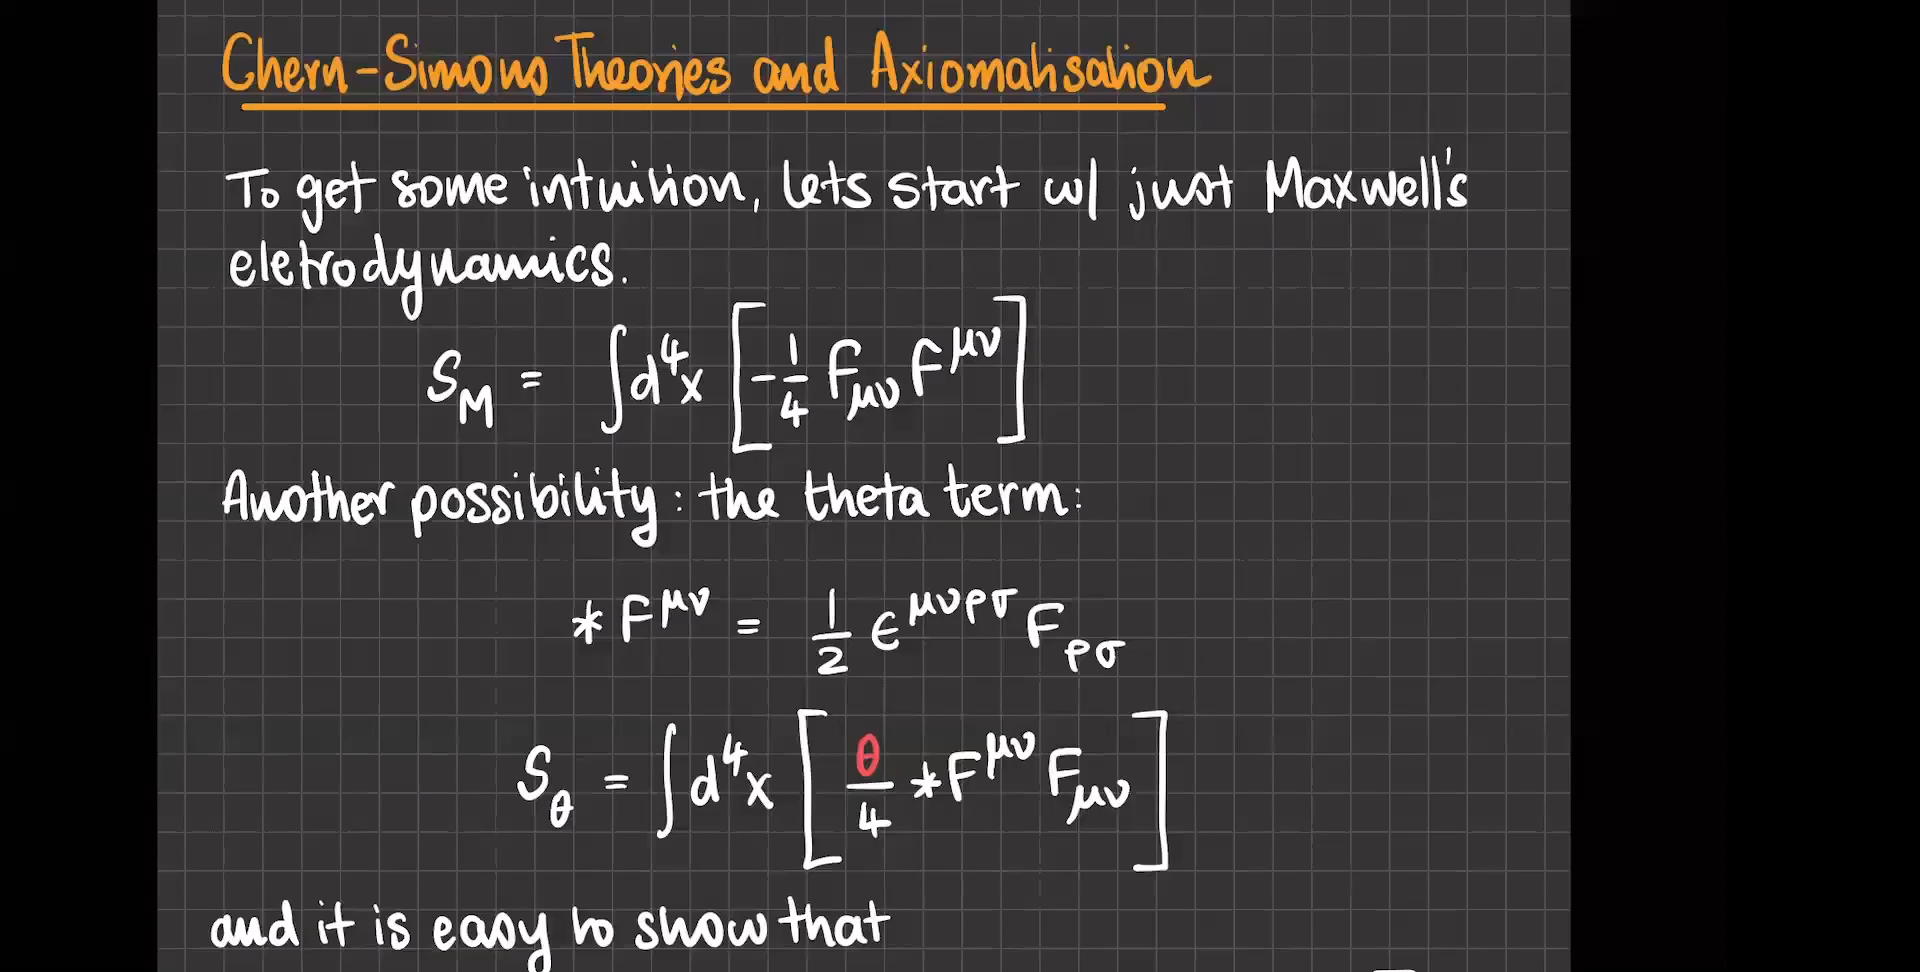 Chern-Simons Theories and Axiomatisation
To get some intuition, lets start w/ just Maxwell's
eletrodynamics.
S_M = ∫d⁴x [-1/4 F_μν F^μν]
Another possibility: the theta term:
*F^μν = 1/2 ϵ^μνρσ F_ρσ
S_θ = ∫d⁴x [θ/4 *F^μν F_μν]
and it is easy to show that